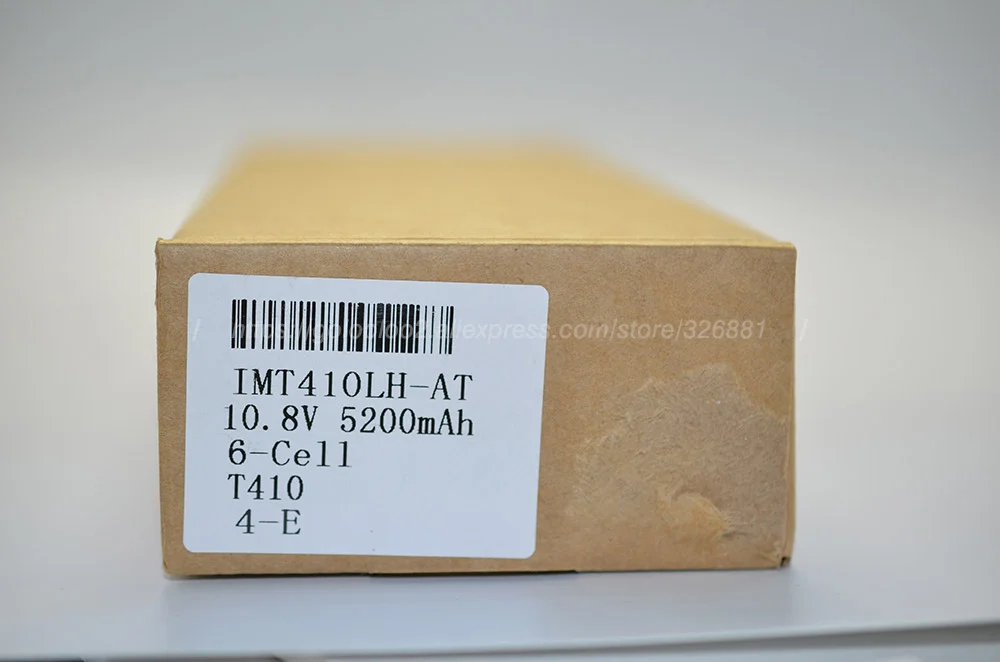 IMT410LH-AT
10.8V 5200mAh
6-Cell
T410
4-E